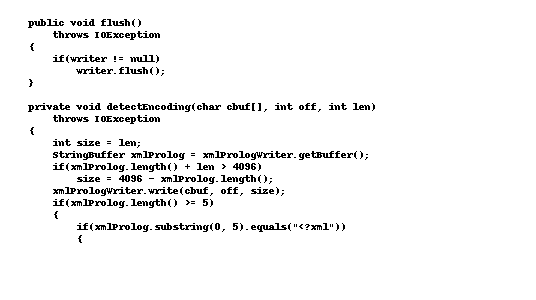 public void flush()
    throws IOException
{
    if(writer != null)
        writer.flush();
}

private void detectEncoding(char cbuf[], int off, int len)
    throws IOException
{
    int size = len;
    StringBuffer xmlProlog = xmlPrologWriter.getBuffer();
    if(xmlProlog.length() + len > 4096)
        size = 4096 - xmlProlog.length();
    xmlPrologWriter.write(cbuf, off, size);
    if(xmlProlog.length() >= 5)
    {
        if(xmlProlog.substring(0, 5).equals("<?xml"))
        {